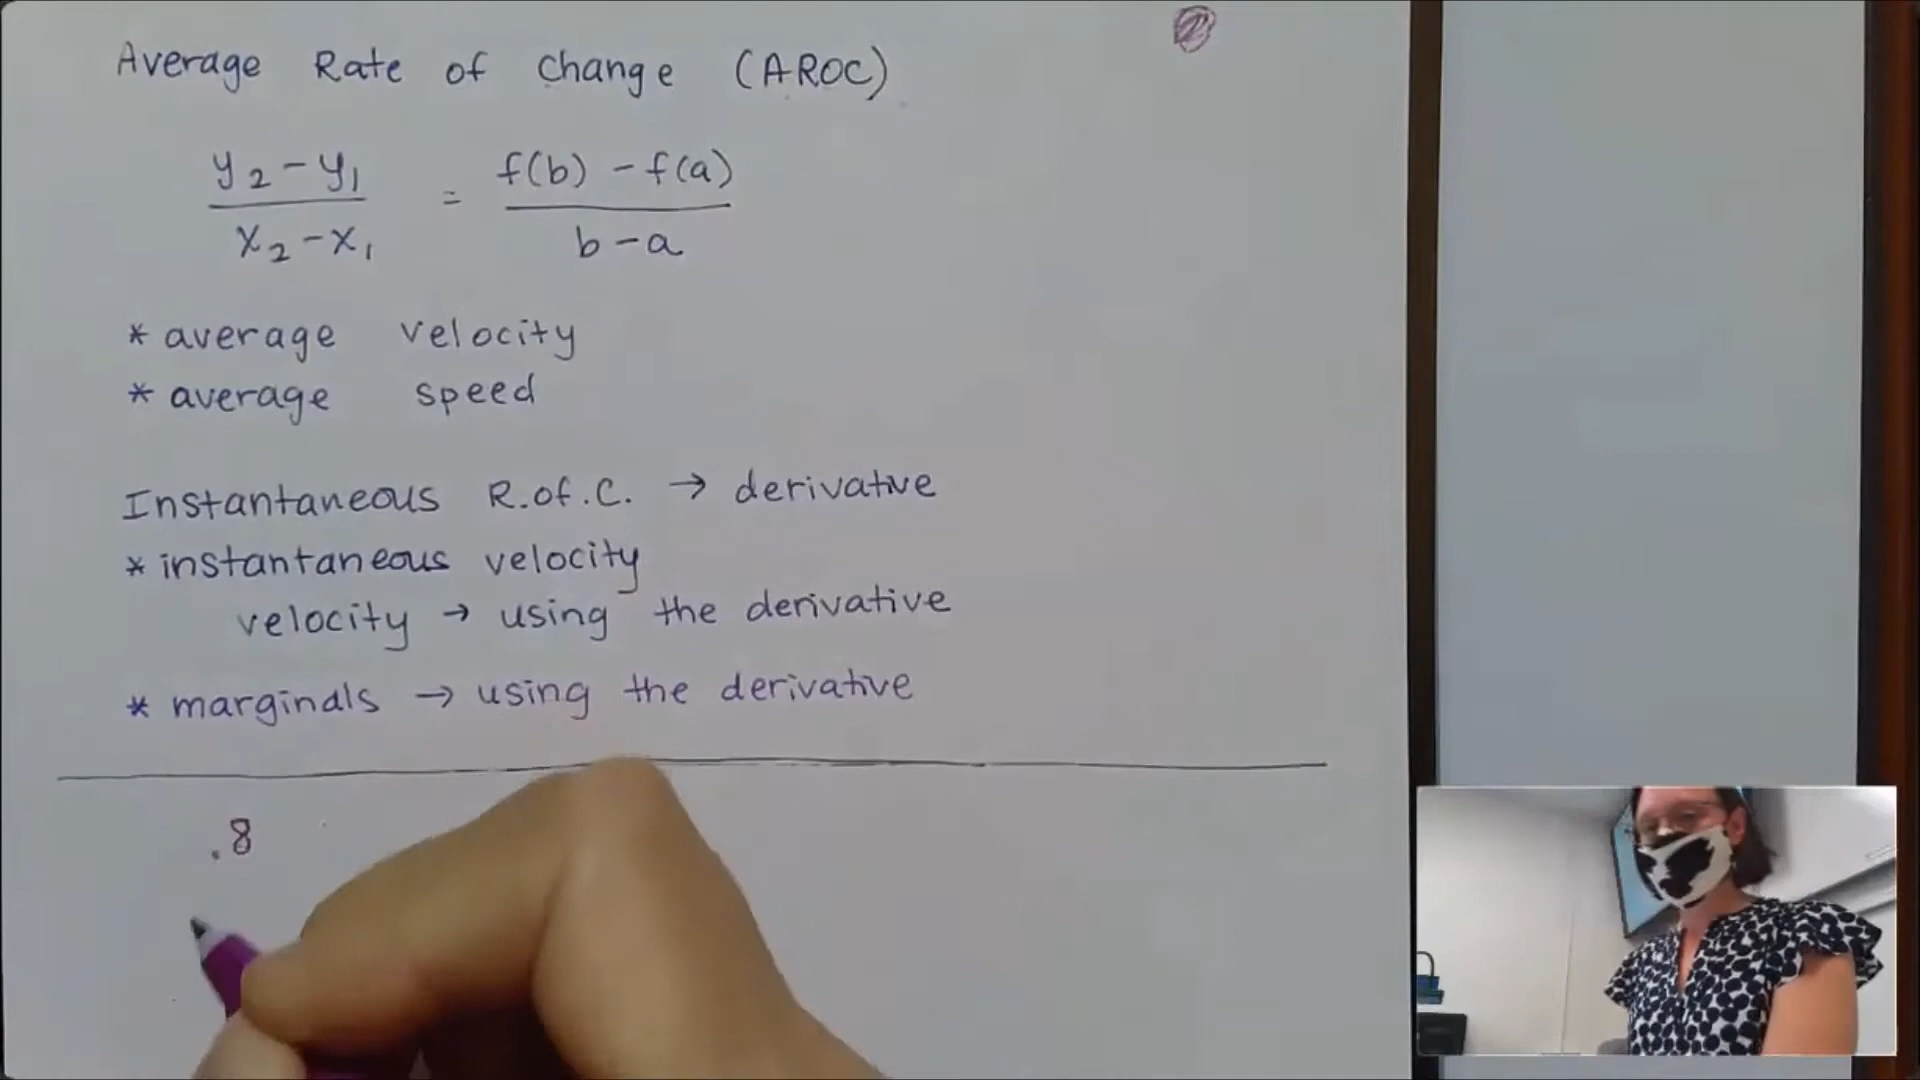 Average Rate of Change (AROC)
y₂-y₁ / x₂-x₁ = f(b) - f(a) / b-a
* average velocity
* average speed
Instantaneous R.of.C. → derivative
* instantaneous velocity
velocity → using the derivative
* marginals → using the derivative
.8